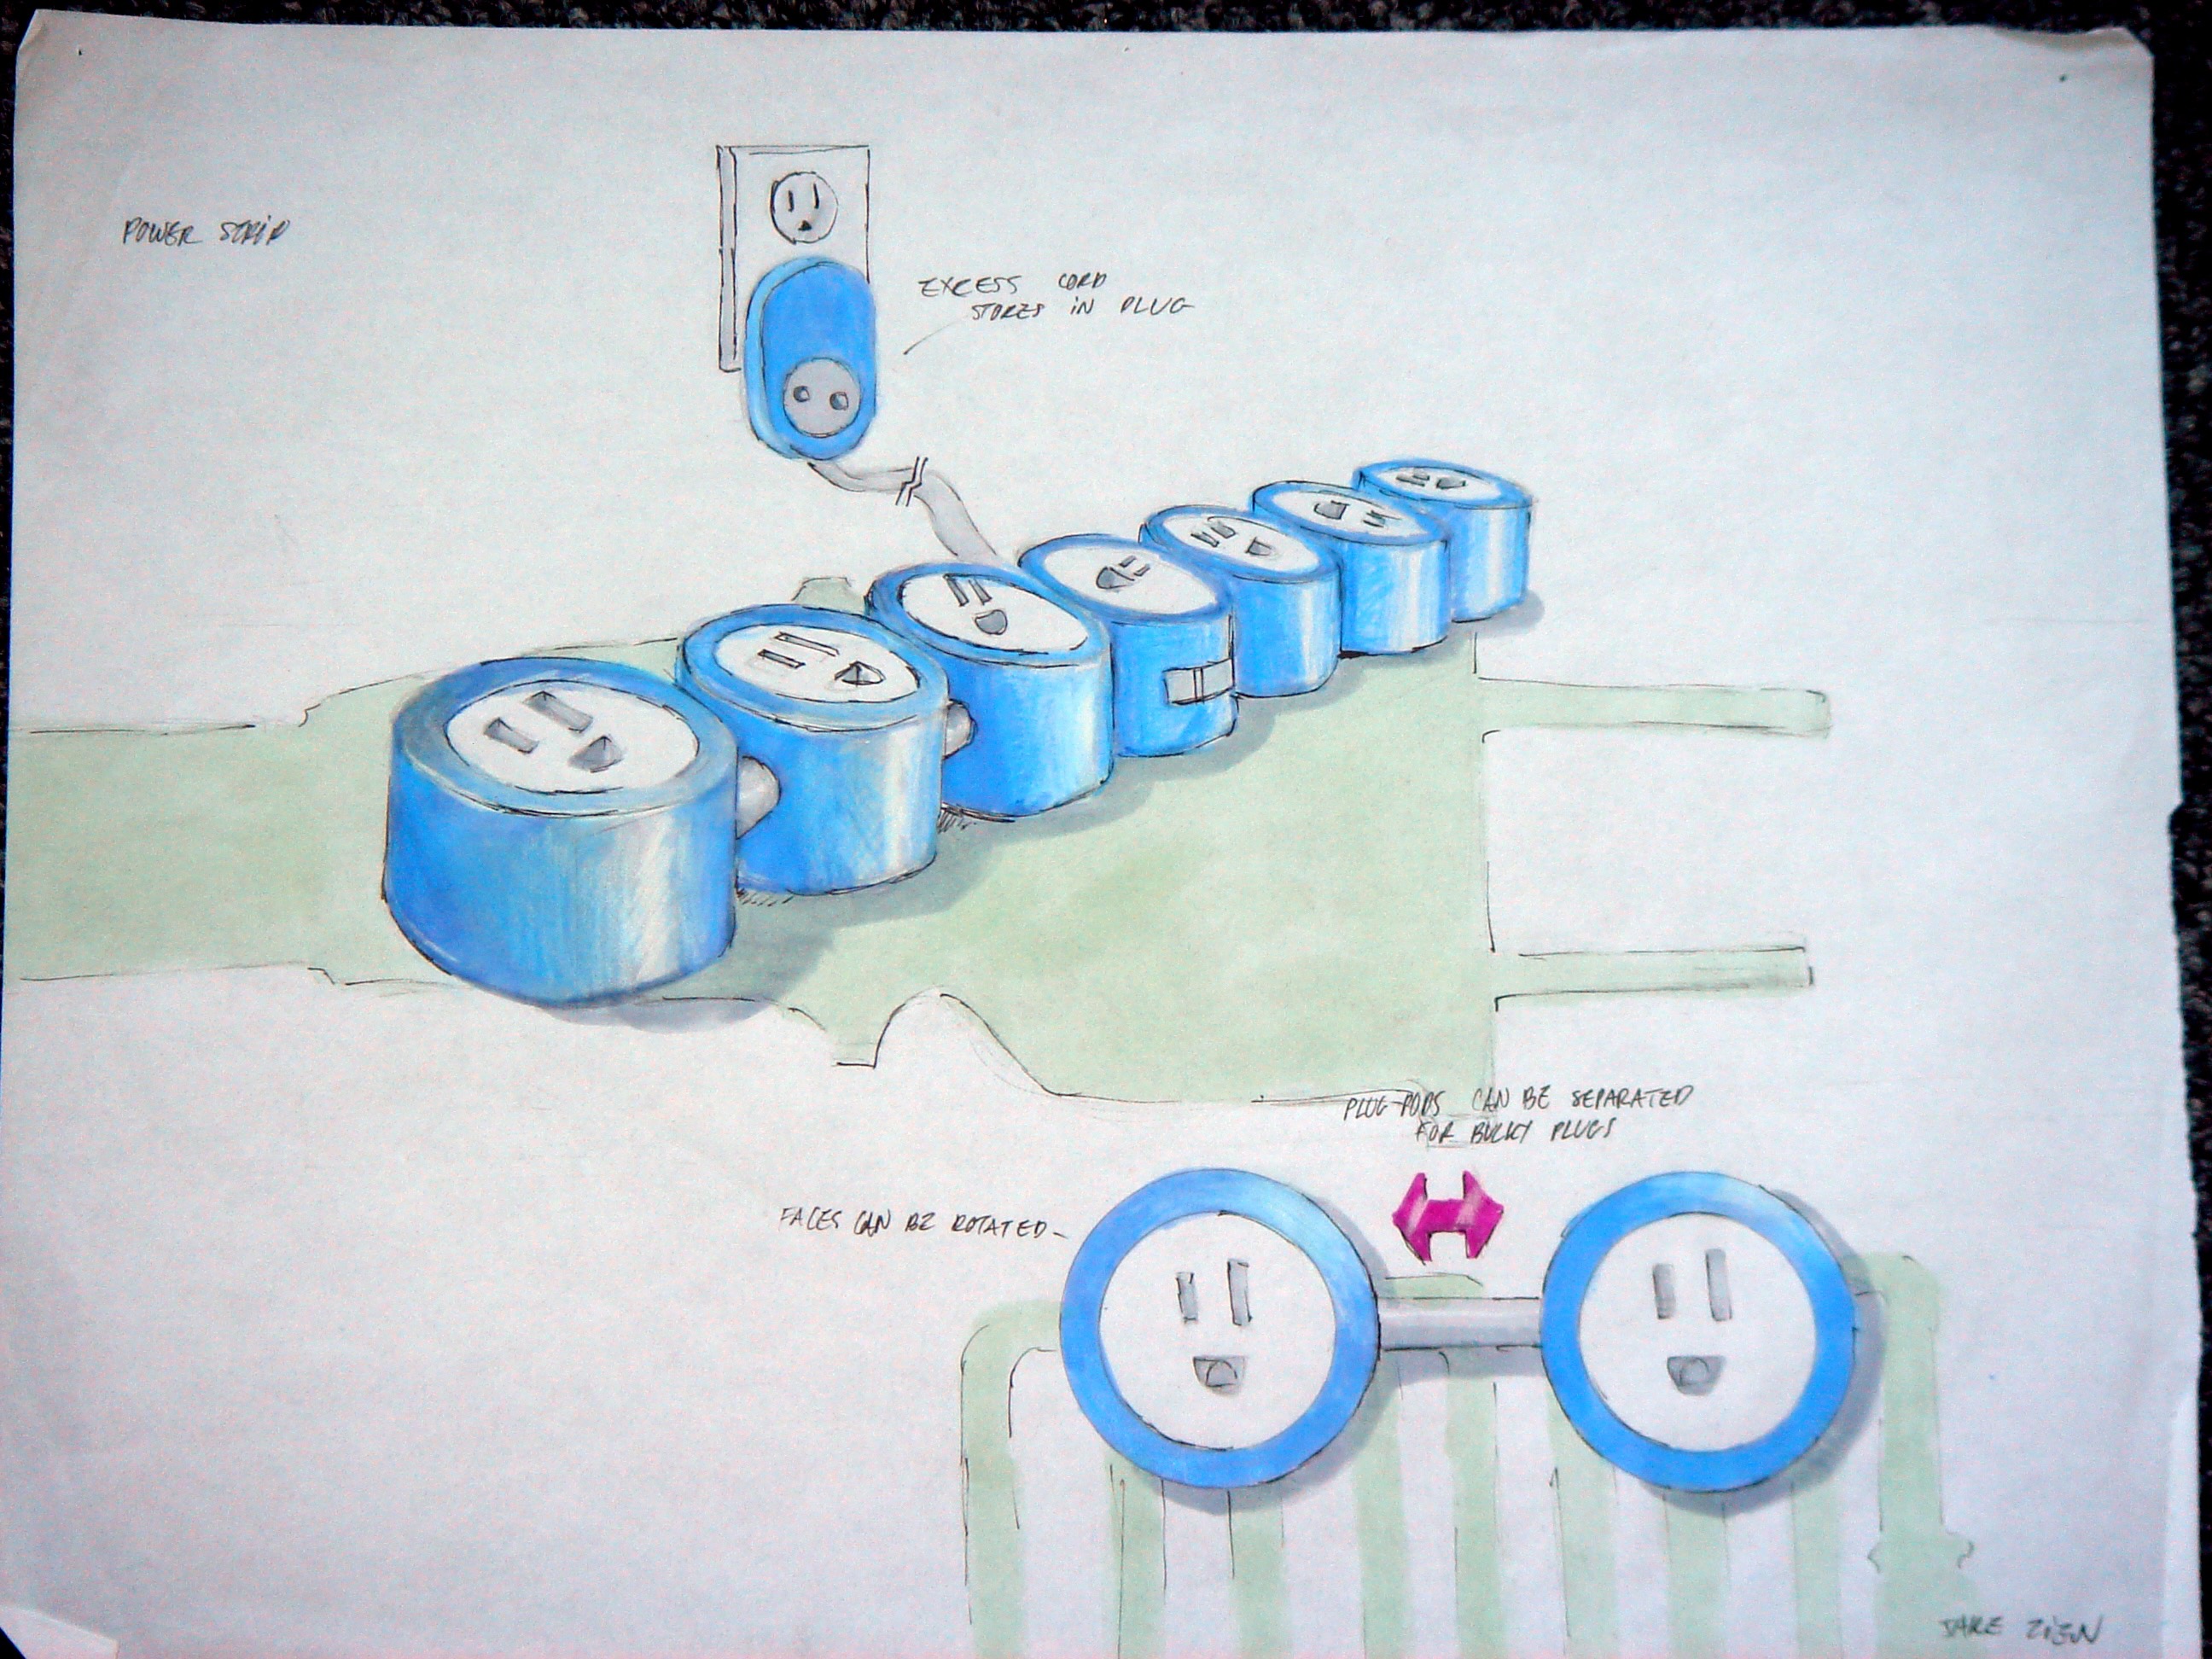 POWER STRIP
EXCESS CORD
STORES IN PLUG
PLUG-PODS CAN BE SEPARATED
FOR BULKY PLUGS
FACES CAN BE ROTATED
JAKE ZIEN